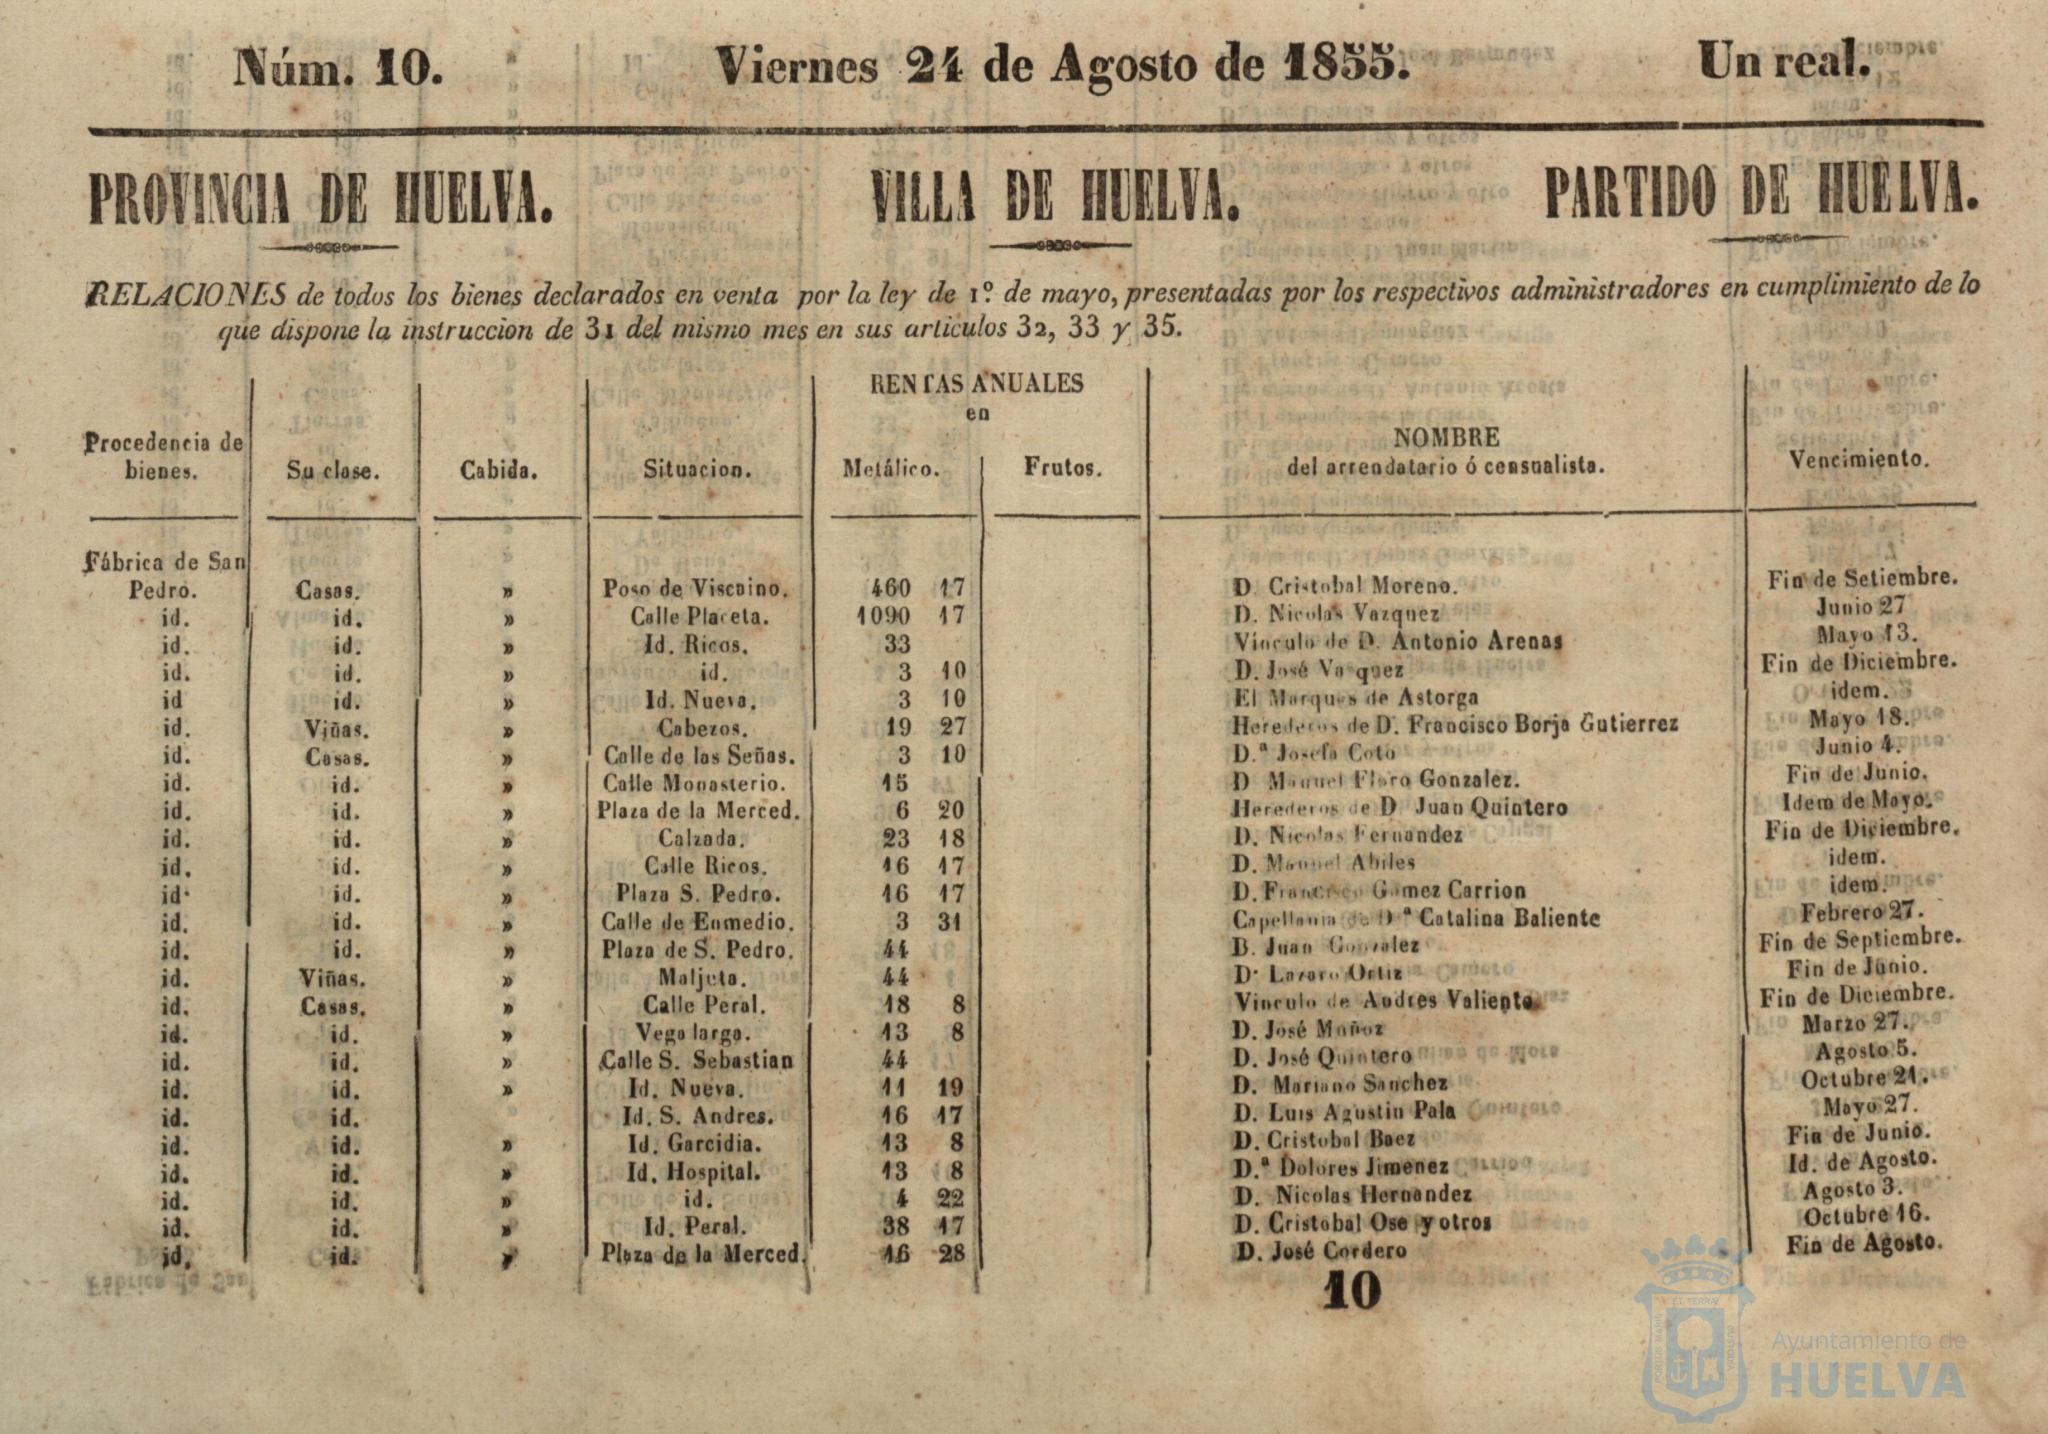 Núm. 10. Viernes 24 de Agosto de 1855. Un real.
PROVINCIA DE HUELVA. VILLA DE HUELVA. PARTIDO DE HUELVA.
RELACIONES de todos los bienes declarados en venta por la ley de 1º. de mayo, presentadas por los respectivos administradores en cumplimiento de lo
que dispone la instruccion de 31 del mismo mes en sus articulos 32, 33 y 35.
RENTAS ANUALES
en
Procedencia de bienes. Su clase. Cabida. Situacion. Metálico. Frutos. NOMBRE del arrendatario ó censualista. Vencimiento.
Fábrica de San
Pedro. Casas. » Poso de Viscaino. 460 17 D. Cristobal Moreno. Fin de Setiembre.
id. id. » Calle Placeta. 1090 17 D. Nicolas Vazquez Junio 27
id. id. » Id. Ricos. 33 Vinculo de D. Antonio Arenas Mayo 13.
id. id. » id. 3 10 D. José Vasquez Fin de Diciembre.
id id. » Id. Nueva. 3 10 El Marques de Astorga idem.
id. Viñas. » Cabezos. 19 27 Herederos de D. Francisco Borja Gutierrez Mayo 18.
id. Casas. » Calle de las Señas. 3 10 D.ª Josefa Coto Junio 4.
id. id. » Calle Monasterio. 15 D Manuel Floro Gonzalez. Fin de Junio.
id. id. » Plaza de la Merced. 6 20 Herederos de D. Juan Quintero Idem de Mayo.
id. id. » Calzada. 23 18 D. Nicolas Fernandez Fin de Diciembre.
id. id. » Calle Ricos. 16 17 D. Manuel Abiles idem.
id· id. » Plaza S. Pedro. 16 17 D. Francisco Gomez Carrion idem.
id. id. » Calle de Enmedio. 3 31 Capellania de D ª Catalina Baliente Febrero 27.
id. id. » Plaza de S. Pedro. 44 D. Juan Gonzalez Fin de Septiembre.
id. Viñas. » Maljeta. 44 D· Lazaro Ortiz Fin de Junio.
id. Casas. » Calle Peral. 18 8 Vinculo de Andres Valiente Fin de Diciembre.
id. id. » Vega larga. 13 8 D. José Muñoz Marzo 27.
id. id. » Calle S. Sebastian 44 D. José Quintero Agosto 5.
id. id. » Id. Nueva. 11 19 D. Mariano Sanchez Octubre 21.
id. id. Id. S. Andres. 16 17 D. Luis Agustin Pala Mayo 27.
id. id. » Id. Garcidia. 13 8 D. Cristobal Baez Fin de Junio.
id. id. » Id. Hospital. 13 8 D.ª Dolores Jimenez Id. de Agosto.
id. id. » id. 4 22 D. Nicolas Hernandez Agosto 3.
id. id. » Id. Peral. 38 17 D. Cristobal Ose y otros Octubre 16.
id. id. » Plaza de la Merced. 16 28 D. José Cordero Fin de Agosto.
10
Ayuntamiento de
HUELVA